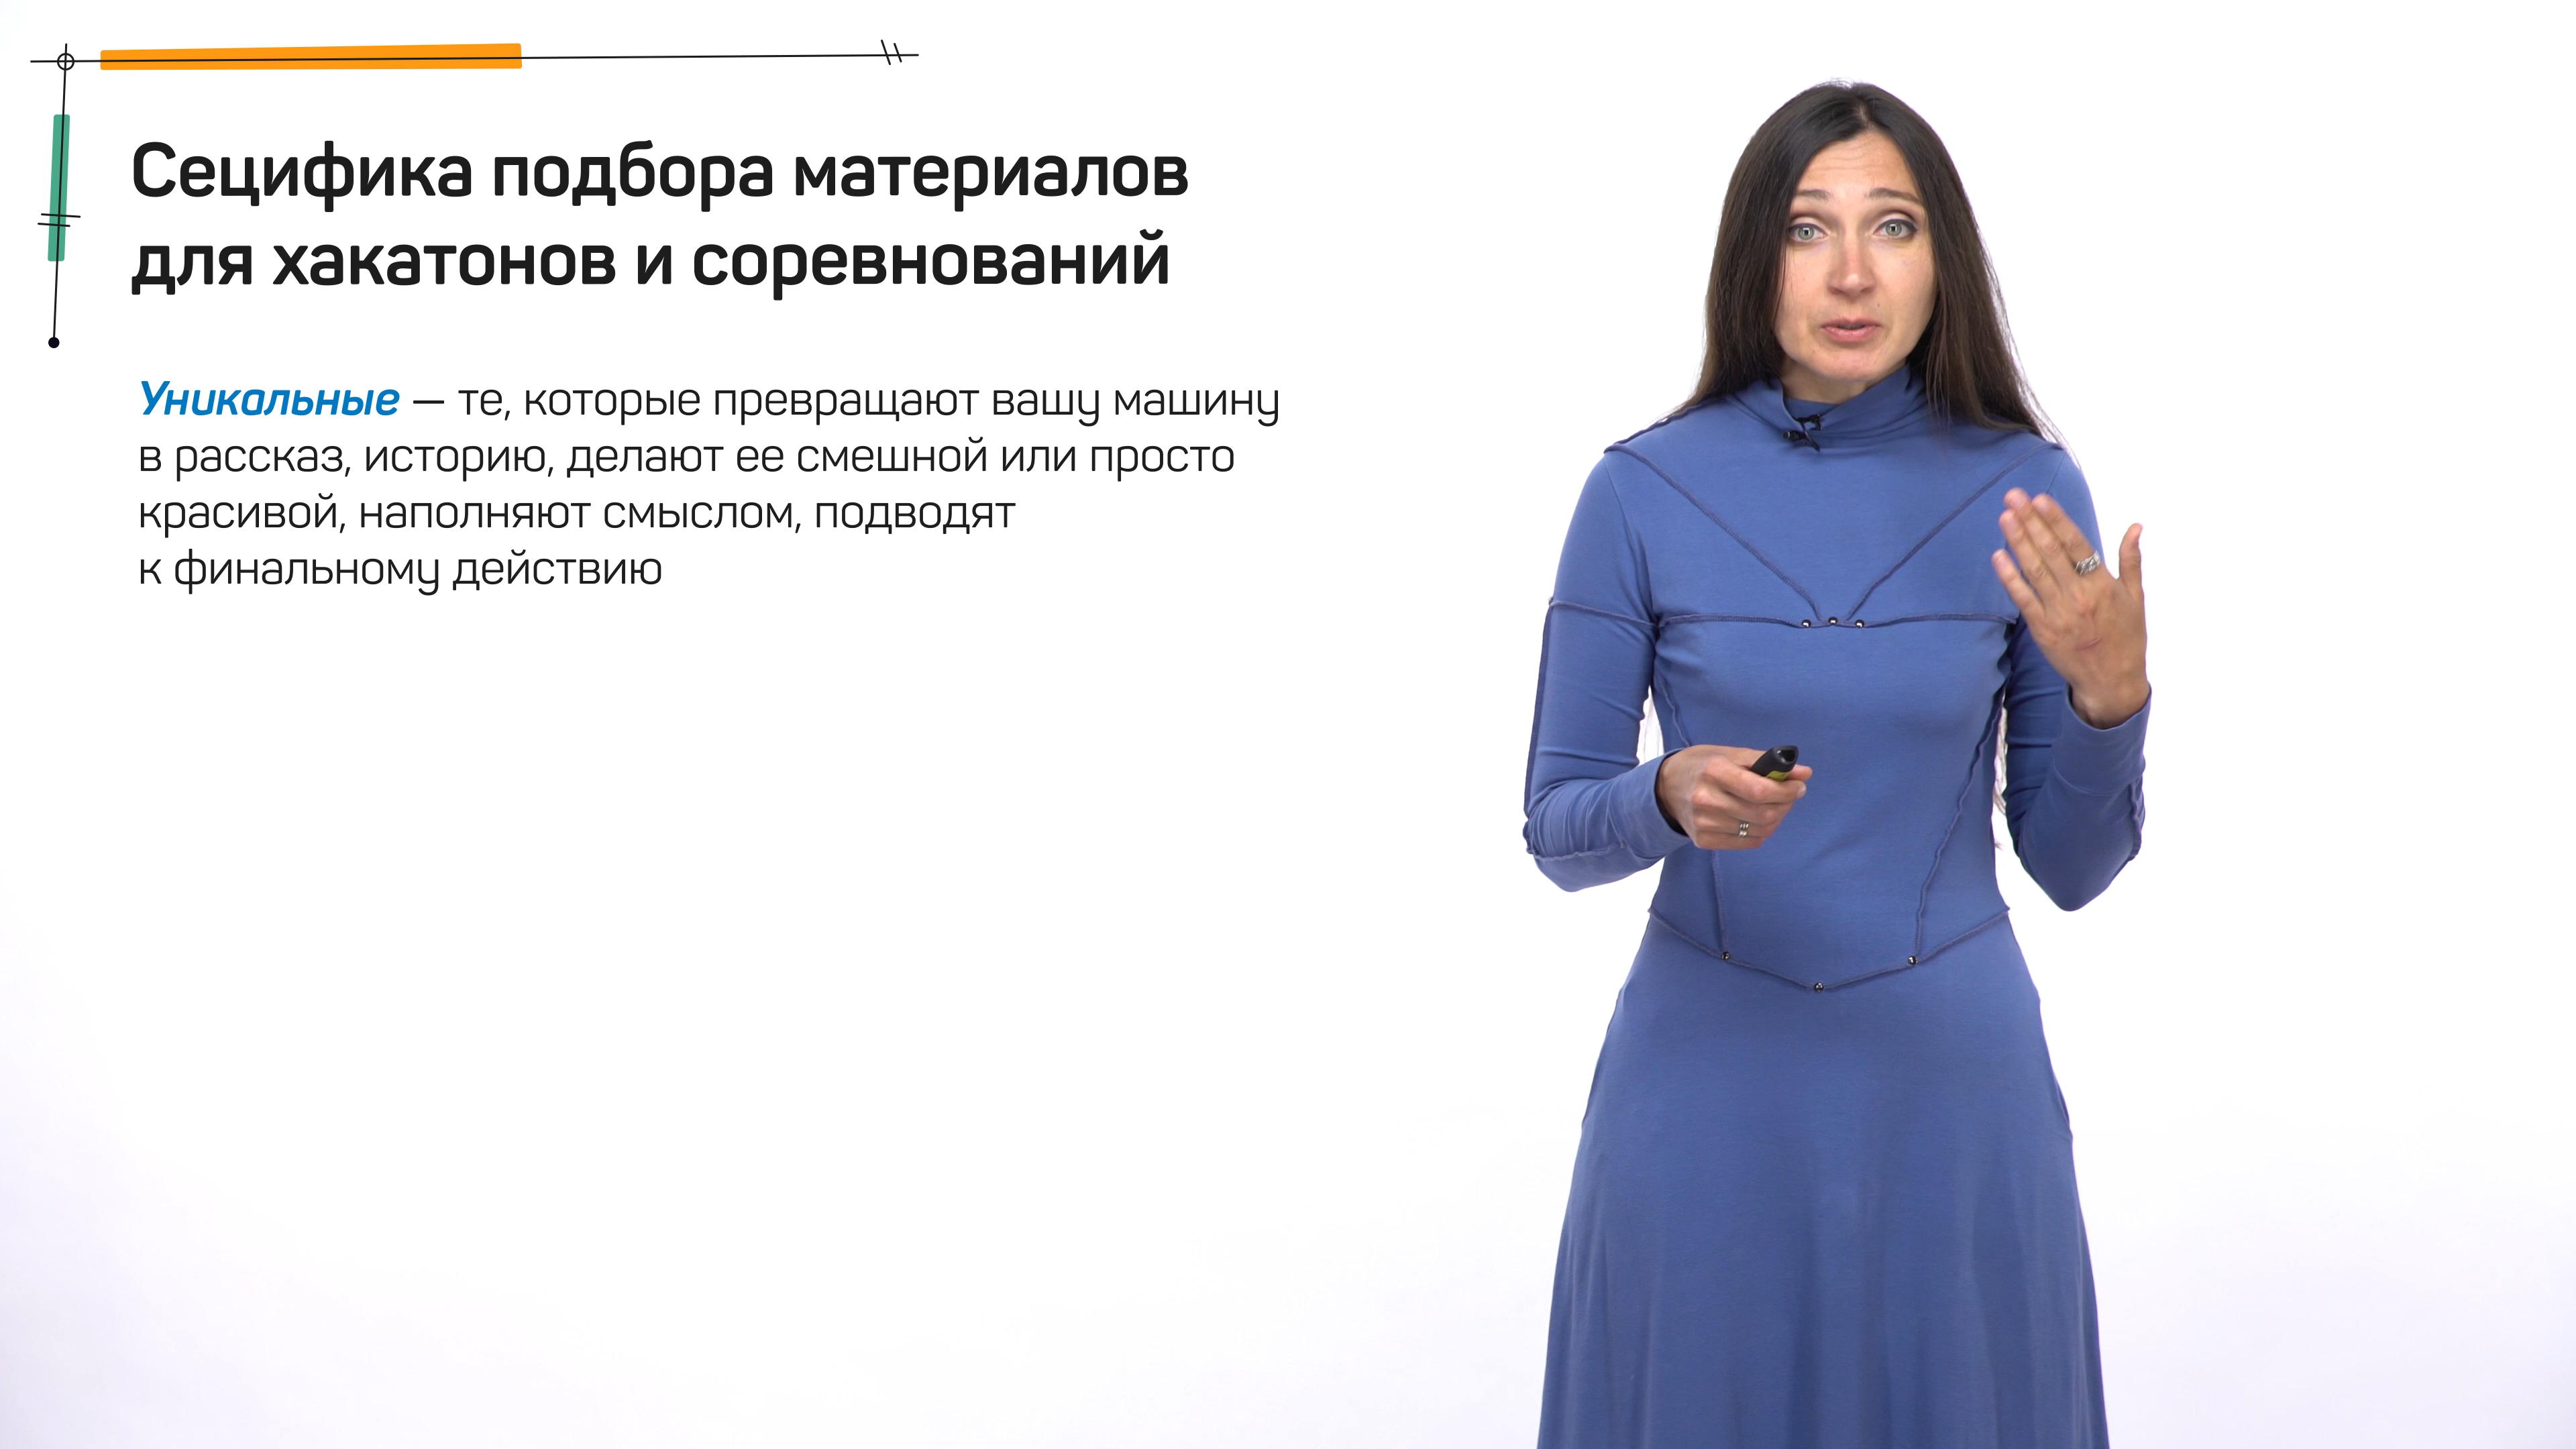 Сецифика подбора материалов
для хакатонов и соревнований
Уникальные — те, которые превращают вашу машину
в рассказ, историю, делают ее смешной или просто
красивой, наполняют смыслом, подводят
к финальному действию